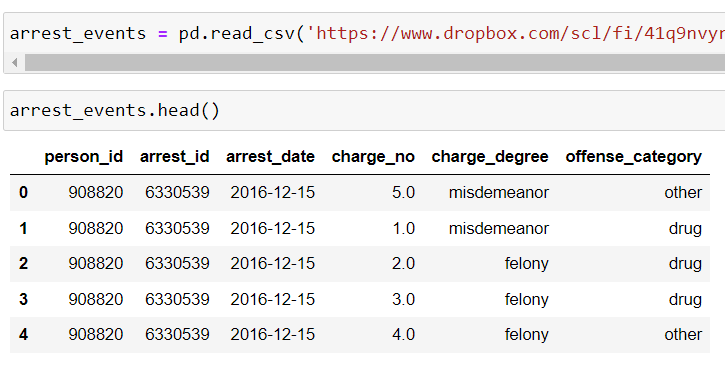 arrest_events = pd.read_csv('https://www.dropbox.com/scl/fi/41q9nvyr
arrest_events.head()
person_id arrest_id arrest_date charge_no charge_degree offense_category
0 908820 6330539 2016-12-15 5.0 misdemeanor other
1 908820 6330539 2016-12-15 1.0 misdemeanor drug
2 908820 6330539 2016-12-15 2.0 felony drug
3 908820 6330539 2016-12-15 3.0 felony drug
4 908820 6330539 2016-12-15 4.0 felony other